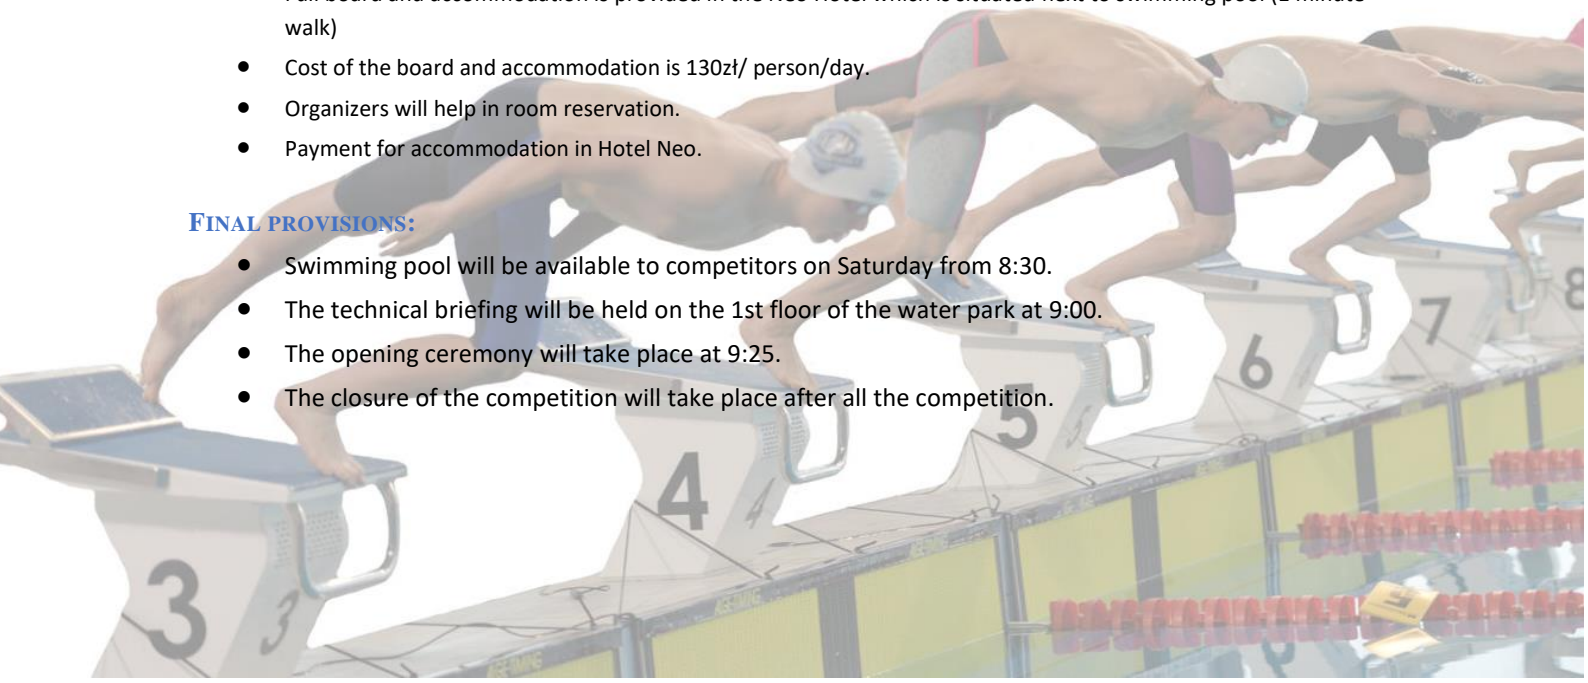 walk)
● Cost of the board and accommodation is 130zł/ person/day.
● Organizers will help in room reservation.
● Payment for accommodation in Hotel Neo.
FINAL PROVISIONS:
● Swimming pool will be available to competitors on Saturday from 8:30.
● The technical briefing will be held on the 1st floor of the water park at 9:00.
● The opening ceremony will take place at 9:25.
● The closure of the competition will take place after all the competition.
8
7
6
5
4 4
3 3